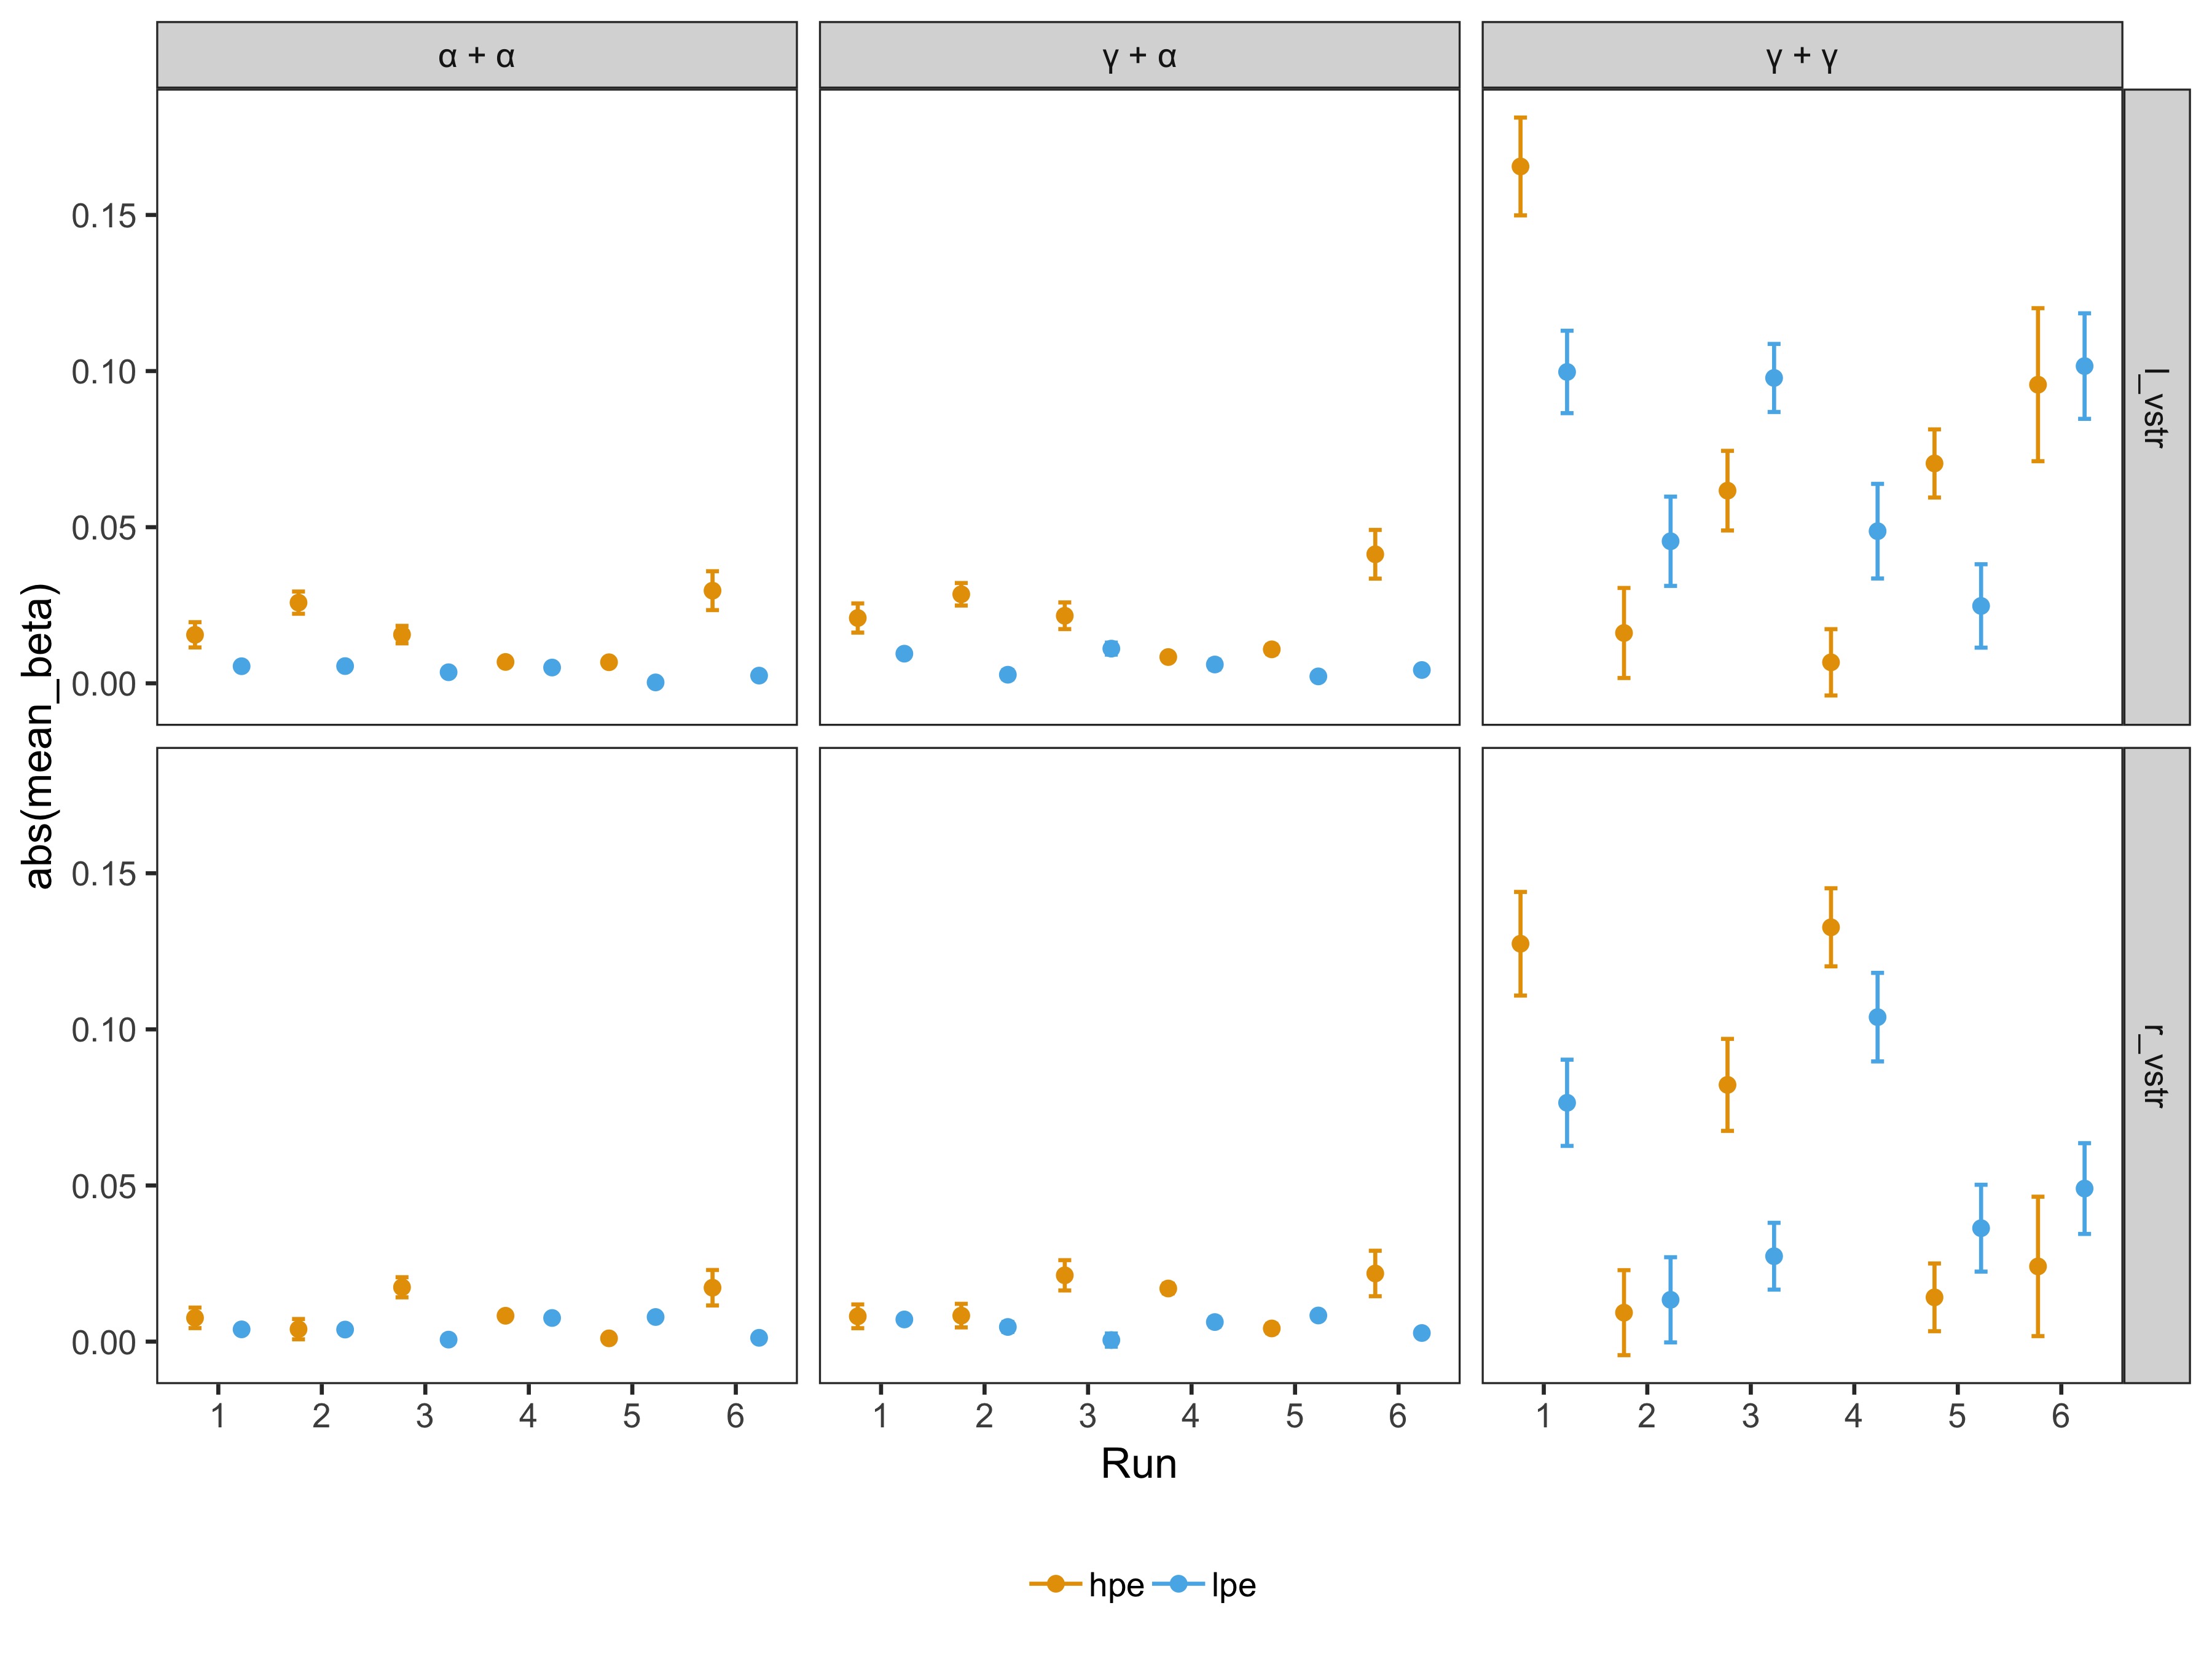 α + α
γ + α
γ + γ
0.15
0.10
0.05
0.00
l_vstr
abs(mean_beta)
0.15
0.10
0.05
0.00
r_vstr
1 2 3 4 5 6
1 2 3 4 5 6
1 2 3 4 5 6
Run
hpe lpe